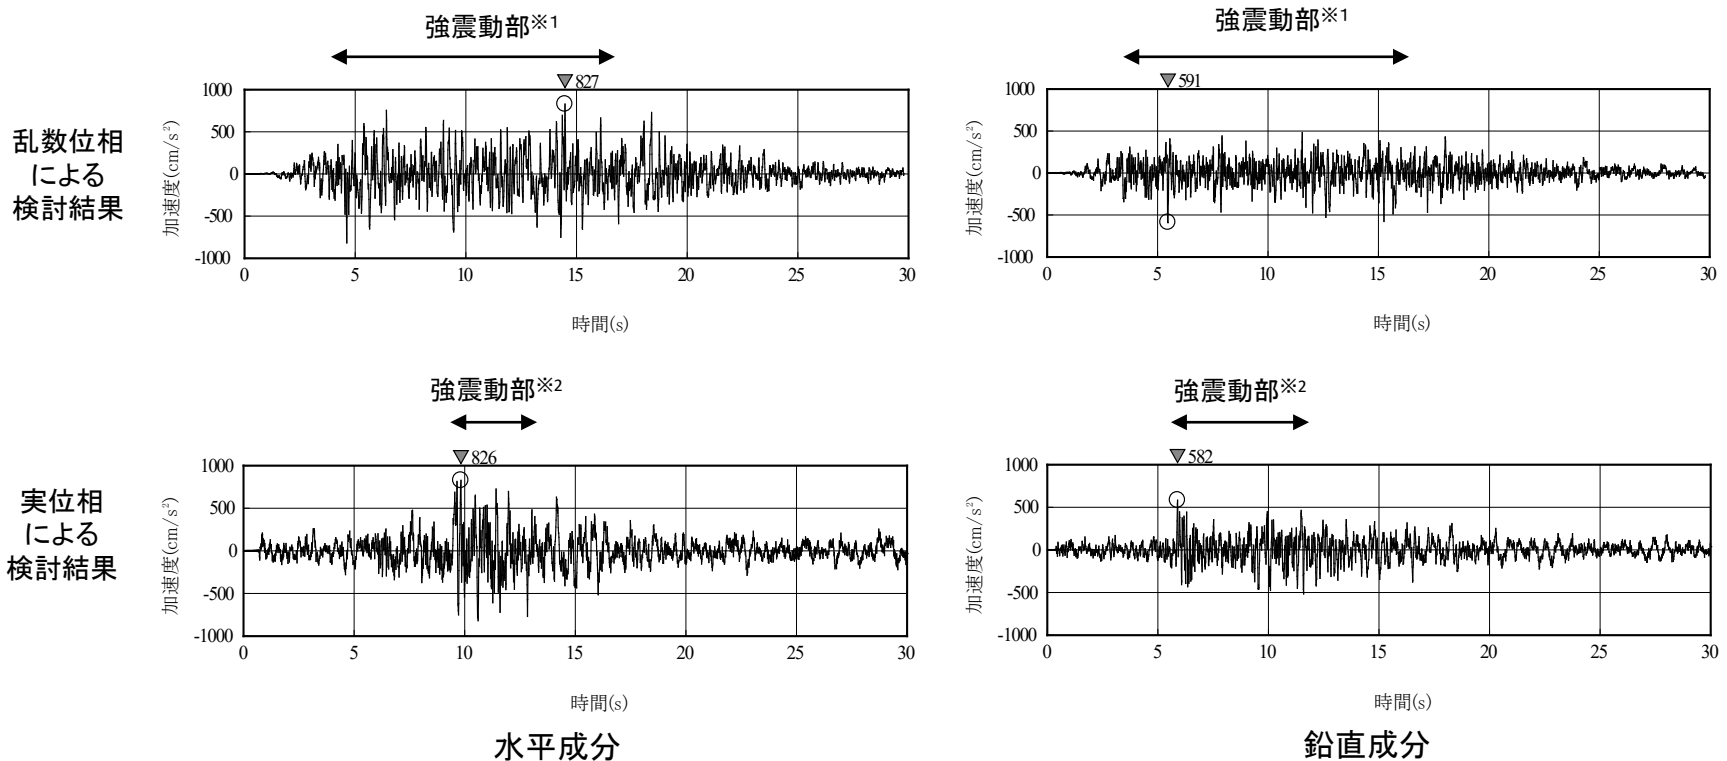 強震動部※1
強震動部※1
乱数位相
による
検討結果
▼827
1000
500
0
-500
-1000
加速度(cm/s²)
0 5 10 15 20 25 30
時間(s)
▼591
1000
500
0
-500
-1000
加速度(cm/s²)
0 5 10 15 20 25 30
時間(s)
強震動部※2
強震動部※2
実位相
による
検討結果
▼826
1000
500
0
-500
-1000
加速度(cm/s²)
0 5 10 15 20 25 30
時間(s)
▼582
1000
500
0
-500
-1000
加速度(cm/s²)
0 5 10 15 20 25 30
時間(s)
水平成分
鉛直成分